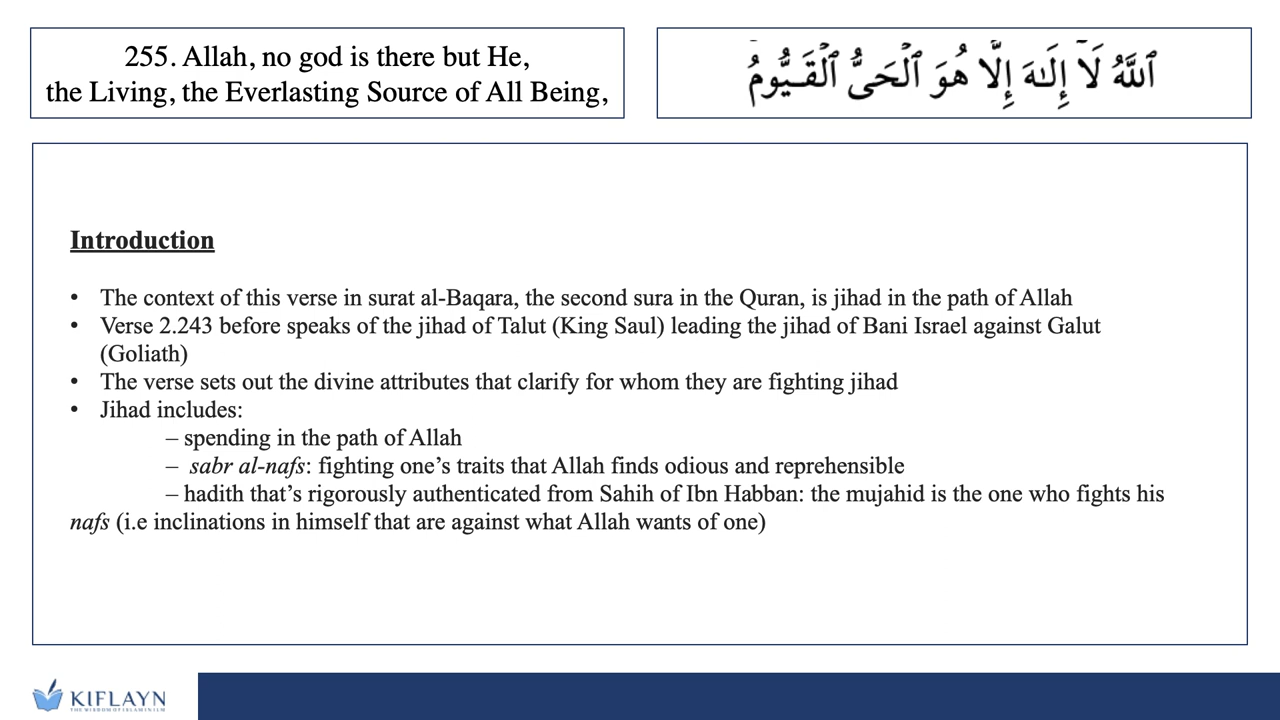 255. Allah, no god is there but He,
the Living, the Everlasting Source of All Being,
ٱللَّهُ لَآ إِلَـٰهَ إِلَّا هُوَ ٱلْحَىُّ ٱلْقَيُّومُ
Introduction
• The context of this verse in surat al-Baqara, the second sura in the Quran, is jihad in the path of Allah
• Verse 2.243 before speaks of the jihad of Talut (King Saul) leading the jihad of Bani Israel against Galut
(Goliath)
• The verse sets out the divine attributes that clarify for whom they are fighting jihad
• Jihad includes:
– spending in the path of Allah
– sabr al-nafs: fighting one’s traits that Allah finds odious and reprehensible
– hadith that’s rigorously authenticated from Sahih of Ibn Habban: the mujahid is the one who fights his
nafs (i.e inclinations in himself that are against what Allah wants of one)
KIFLAYN
THE WISDOM OF ISLAM IN ILM